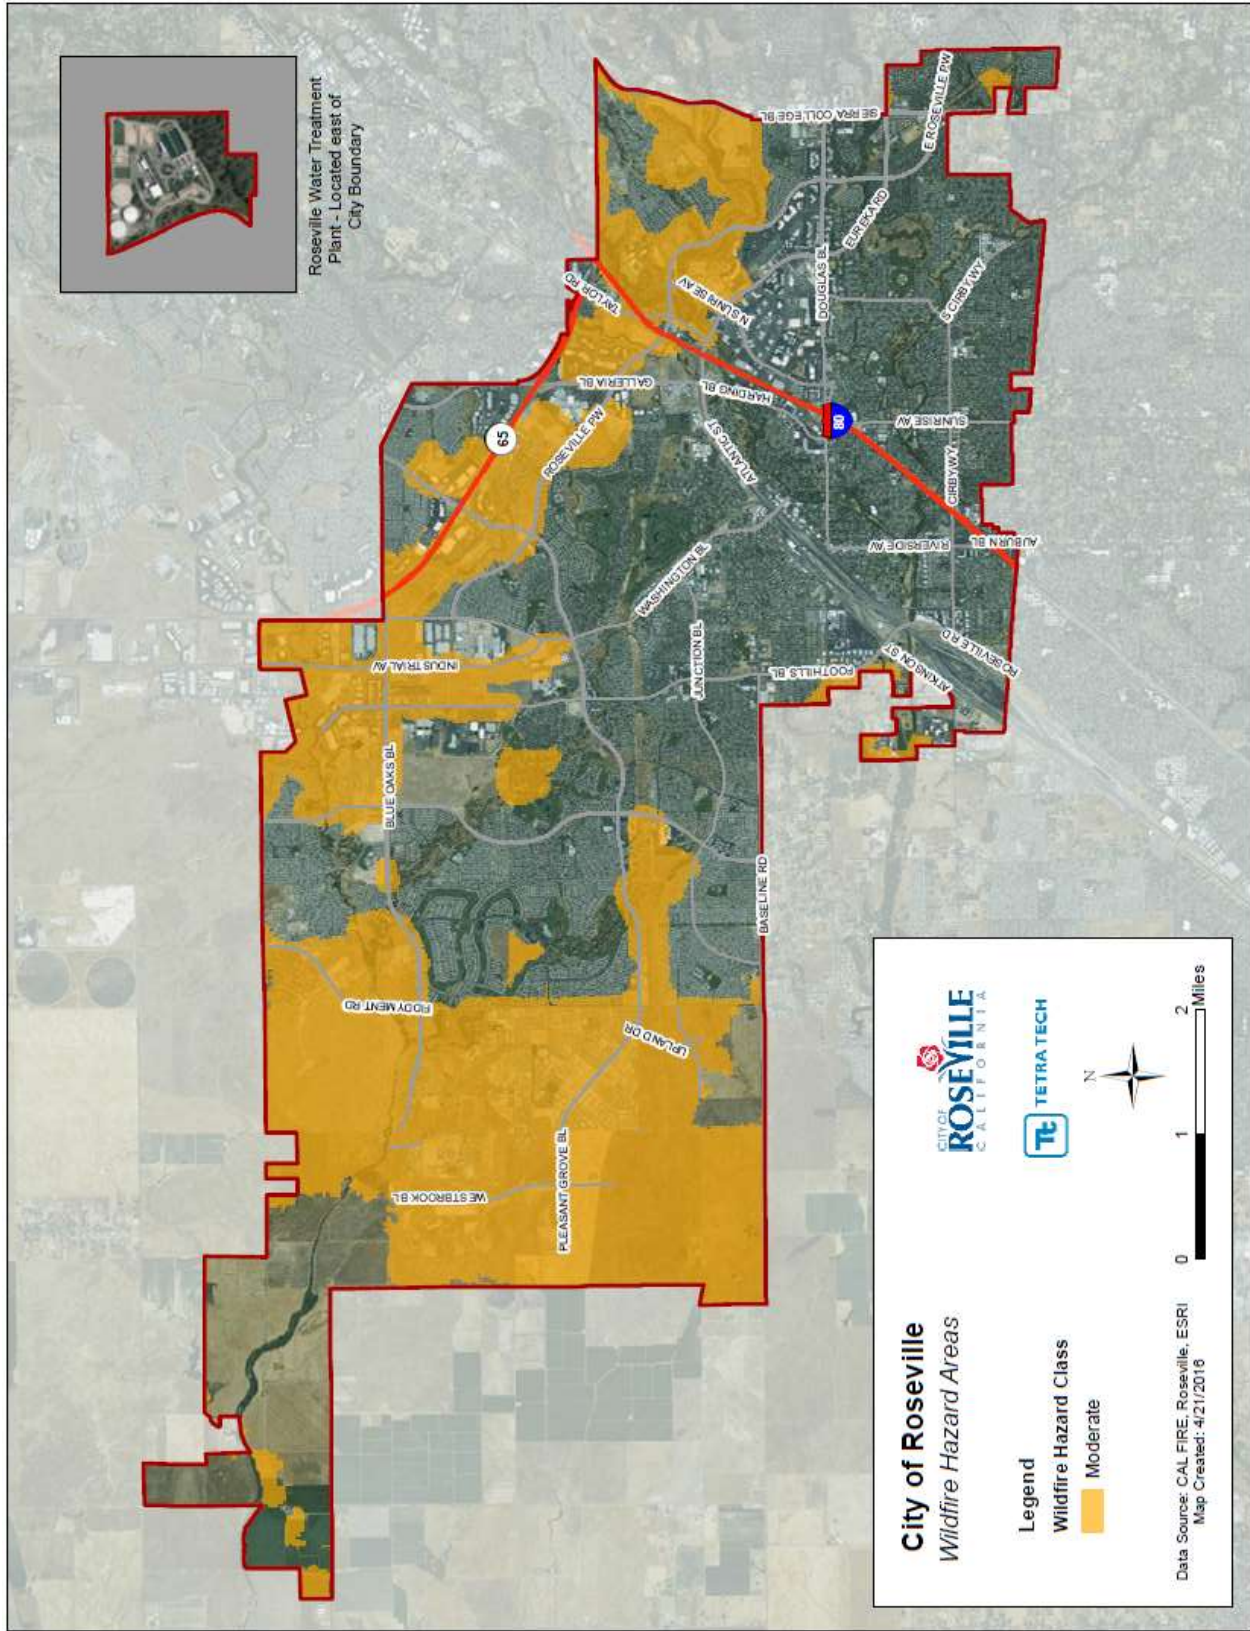 Roseville Water Treatment
Plant - Located east of
City Boundary
SIERRA COLLEGE BL
E ROSEVILLE PW
EUREKA RD
DOUGLAS BL
N SUNRISE AV
TAYLOR RD
S CIRBY WY
GALLERIA BL
HARDING BL
80
SUNRISE AV
65
ROSEVILLE PW
ATLANTIC ST
CIRBY WY
RIVERSIDE AV
AUBURN BL
WASHINGTON BL
INDUSTRIAL AV
JUNCTION BL
FOOTHILLS BL
ATKINSON ST
ROSEVILLE RD
BLUE OAKS BL
BASELINE RD
FIDDYMENT RD
UPLAND DR
PLEASANT GROVE BL
WESTBROOK BL
City of Roseville
Wildfire Hazard Areas
Legend
Wildfire Hazard Class
Moderate
Data Source: CAL FIRE, Roseville, ESRI
Map Created: 4/21/2016
CITY OF
ROSEVILLE
CALIFORNIA
Tt TETRA TECH
N
0 1 2
Miles